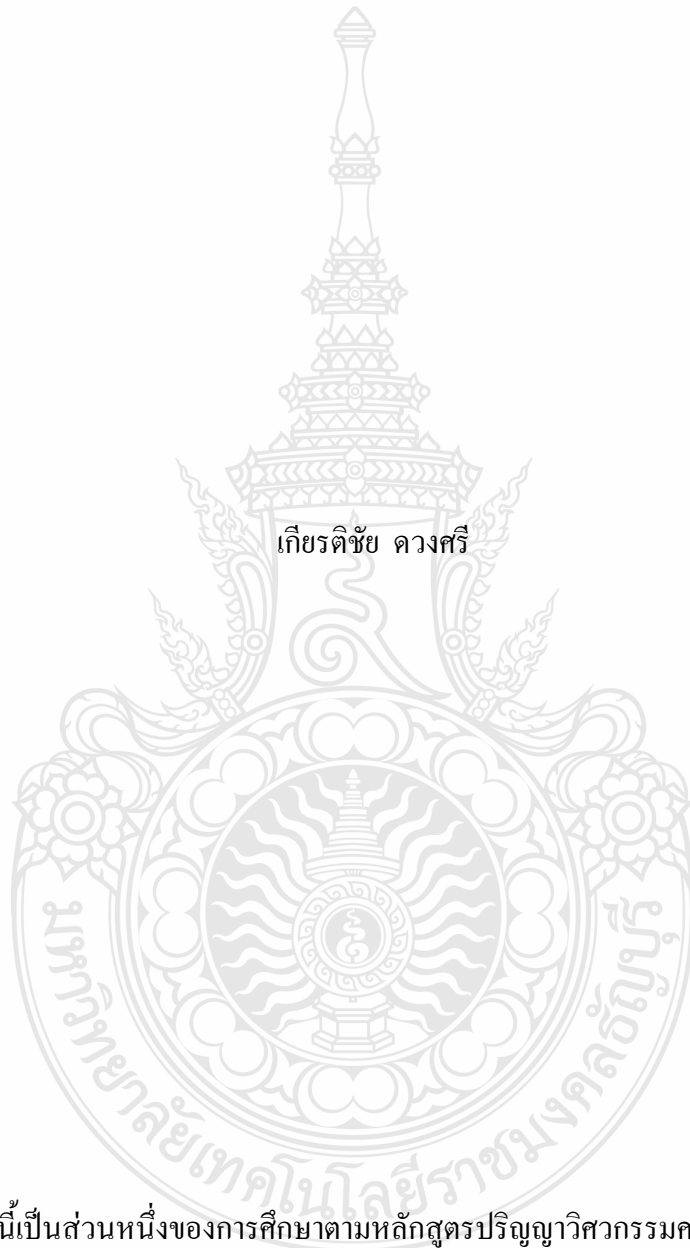 เกียรติชัย ดวงศรี
มหาวิทยาลัยเทคโนโลยีราชมงคลธัญบุรี
นี้เป็นส่วนหนึ่งของการศึกษาตามหลักสูตรปริญญาวิศวกรรมศ